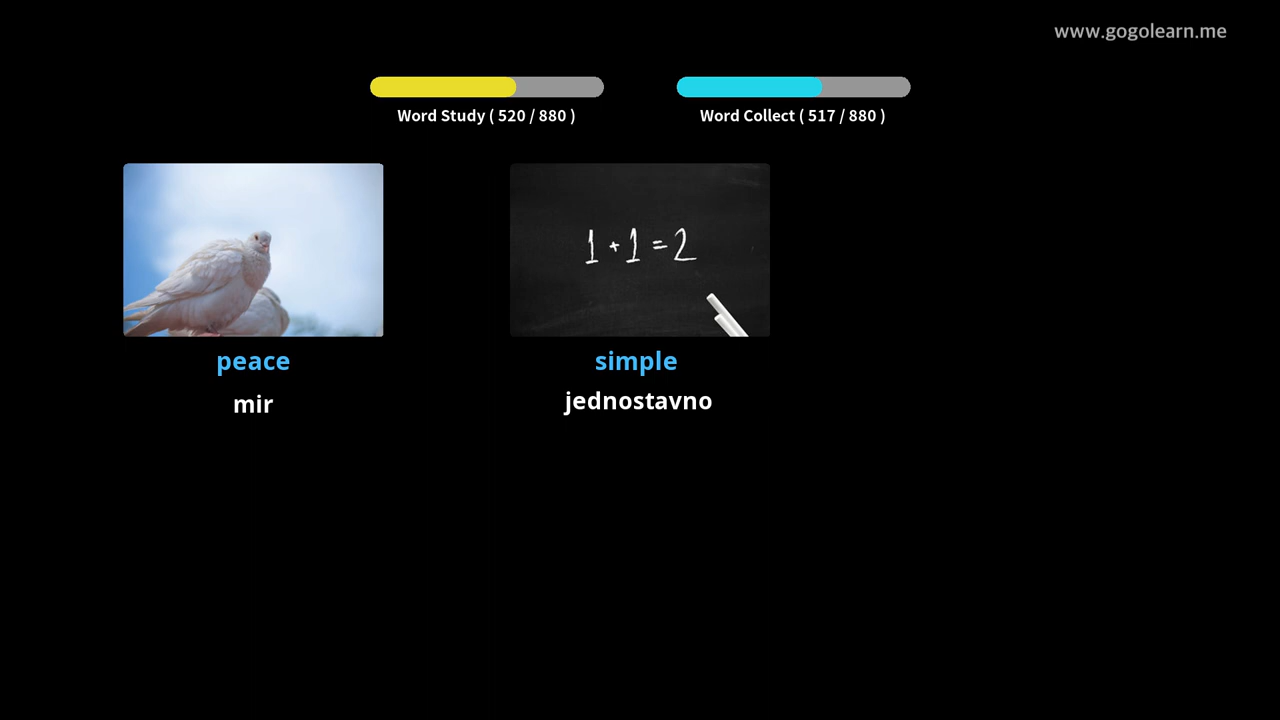 www.gogolearn.me
Word Study ( 520 / 880 )
Word Collect ( 517 / 880 )
1 + 1 = 2
peace
simple
mir
jednostavno